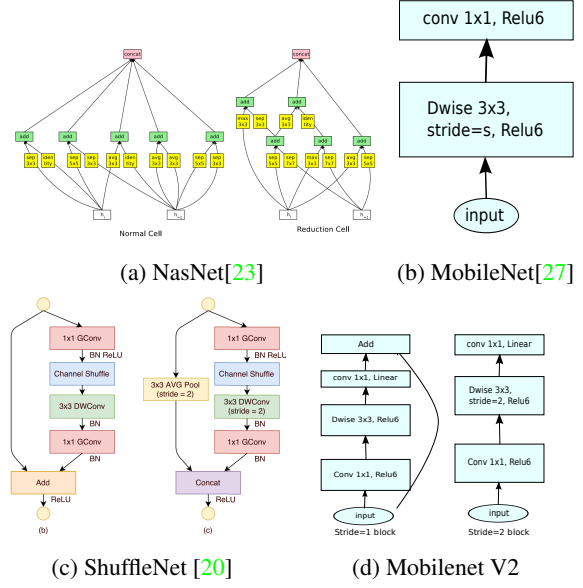 concat
add
add
add
add
add
sep 3x3
iden tity
sep 5x5
sep 3x3
avg 3x3
iden tity
avg 3x3
avg 3x3
sep 5x5
sep 3x3
Normal Cell
concat
add
add
max 3x3
sep 3x3
avg 3x3
iden tity
add
add
add
sep 5x5
sep 7x7
max 3x3
sep 7x7
avg 3x3
sep 5x5
Reduction Cell
(a) NasNet[23]
conv 1x1, Relu6
Dwise 3x3,
stride=s, Relu6
input
(b) MobileNet[27]
1x1 GConv
BN ReLU
Channel Shuffle
3x3 DWConv
BN
1x1 GConv
BN
Add
ReLU
(b)
3x3 AVG Pool
(stride = 2)
1x1 GConv
BN ReLU
Channel Shuffle
3x3 DWConv
(stride = 2)
BN
1x1 GConv
BN
Concat
ReLU
(c)
(c) ShuffleNet [20]
Add
conv 1x1, Linear
Dwise 3x3, Relu6
Conv 1x1, Relu6
input
Stride=1 block
conv 1x1, Linear
Dwise 3x3,
stride=2, Relu6
Conv 1x1, Relu6
input
Stride=2 block
(d) Mobilenet V2